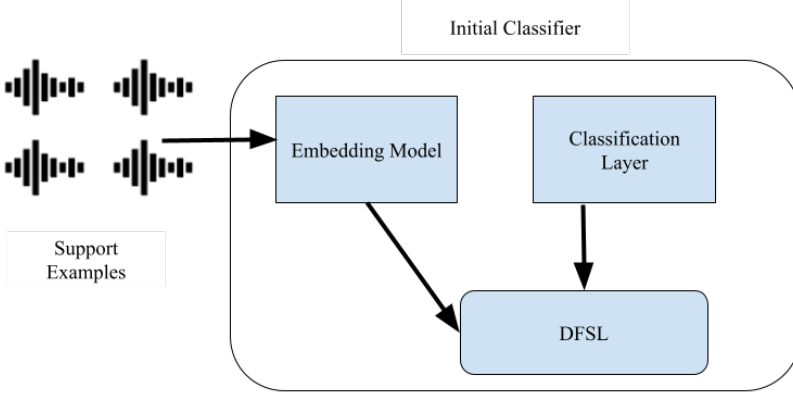 Initial Classifier
Embedding Model
Classification
Layer
Support
Examples
DFSL